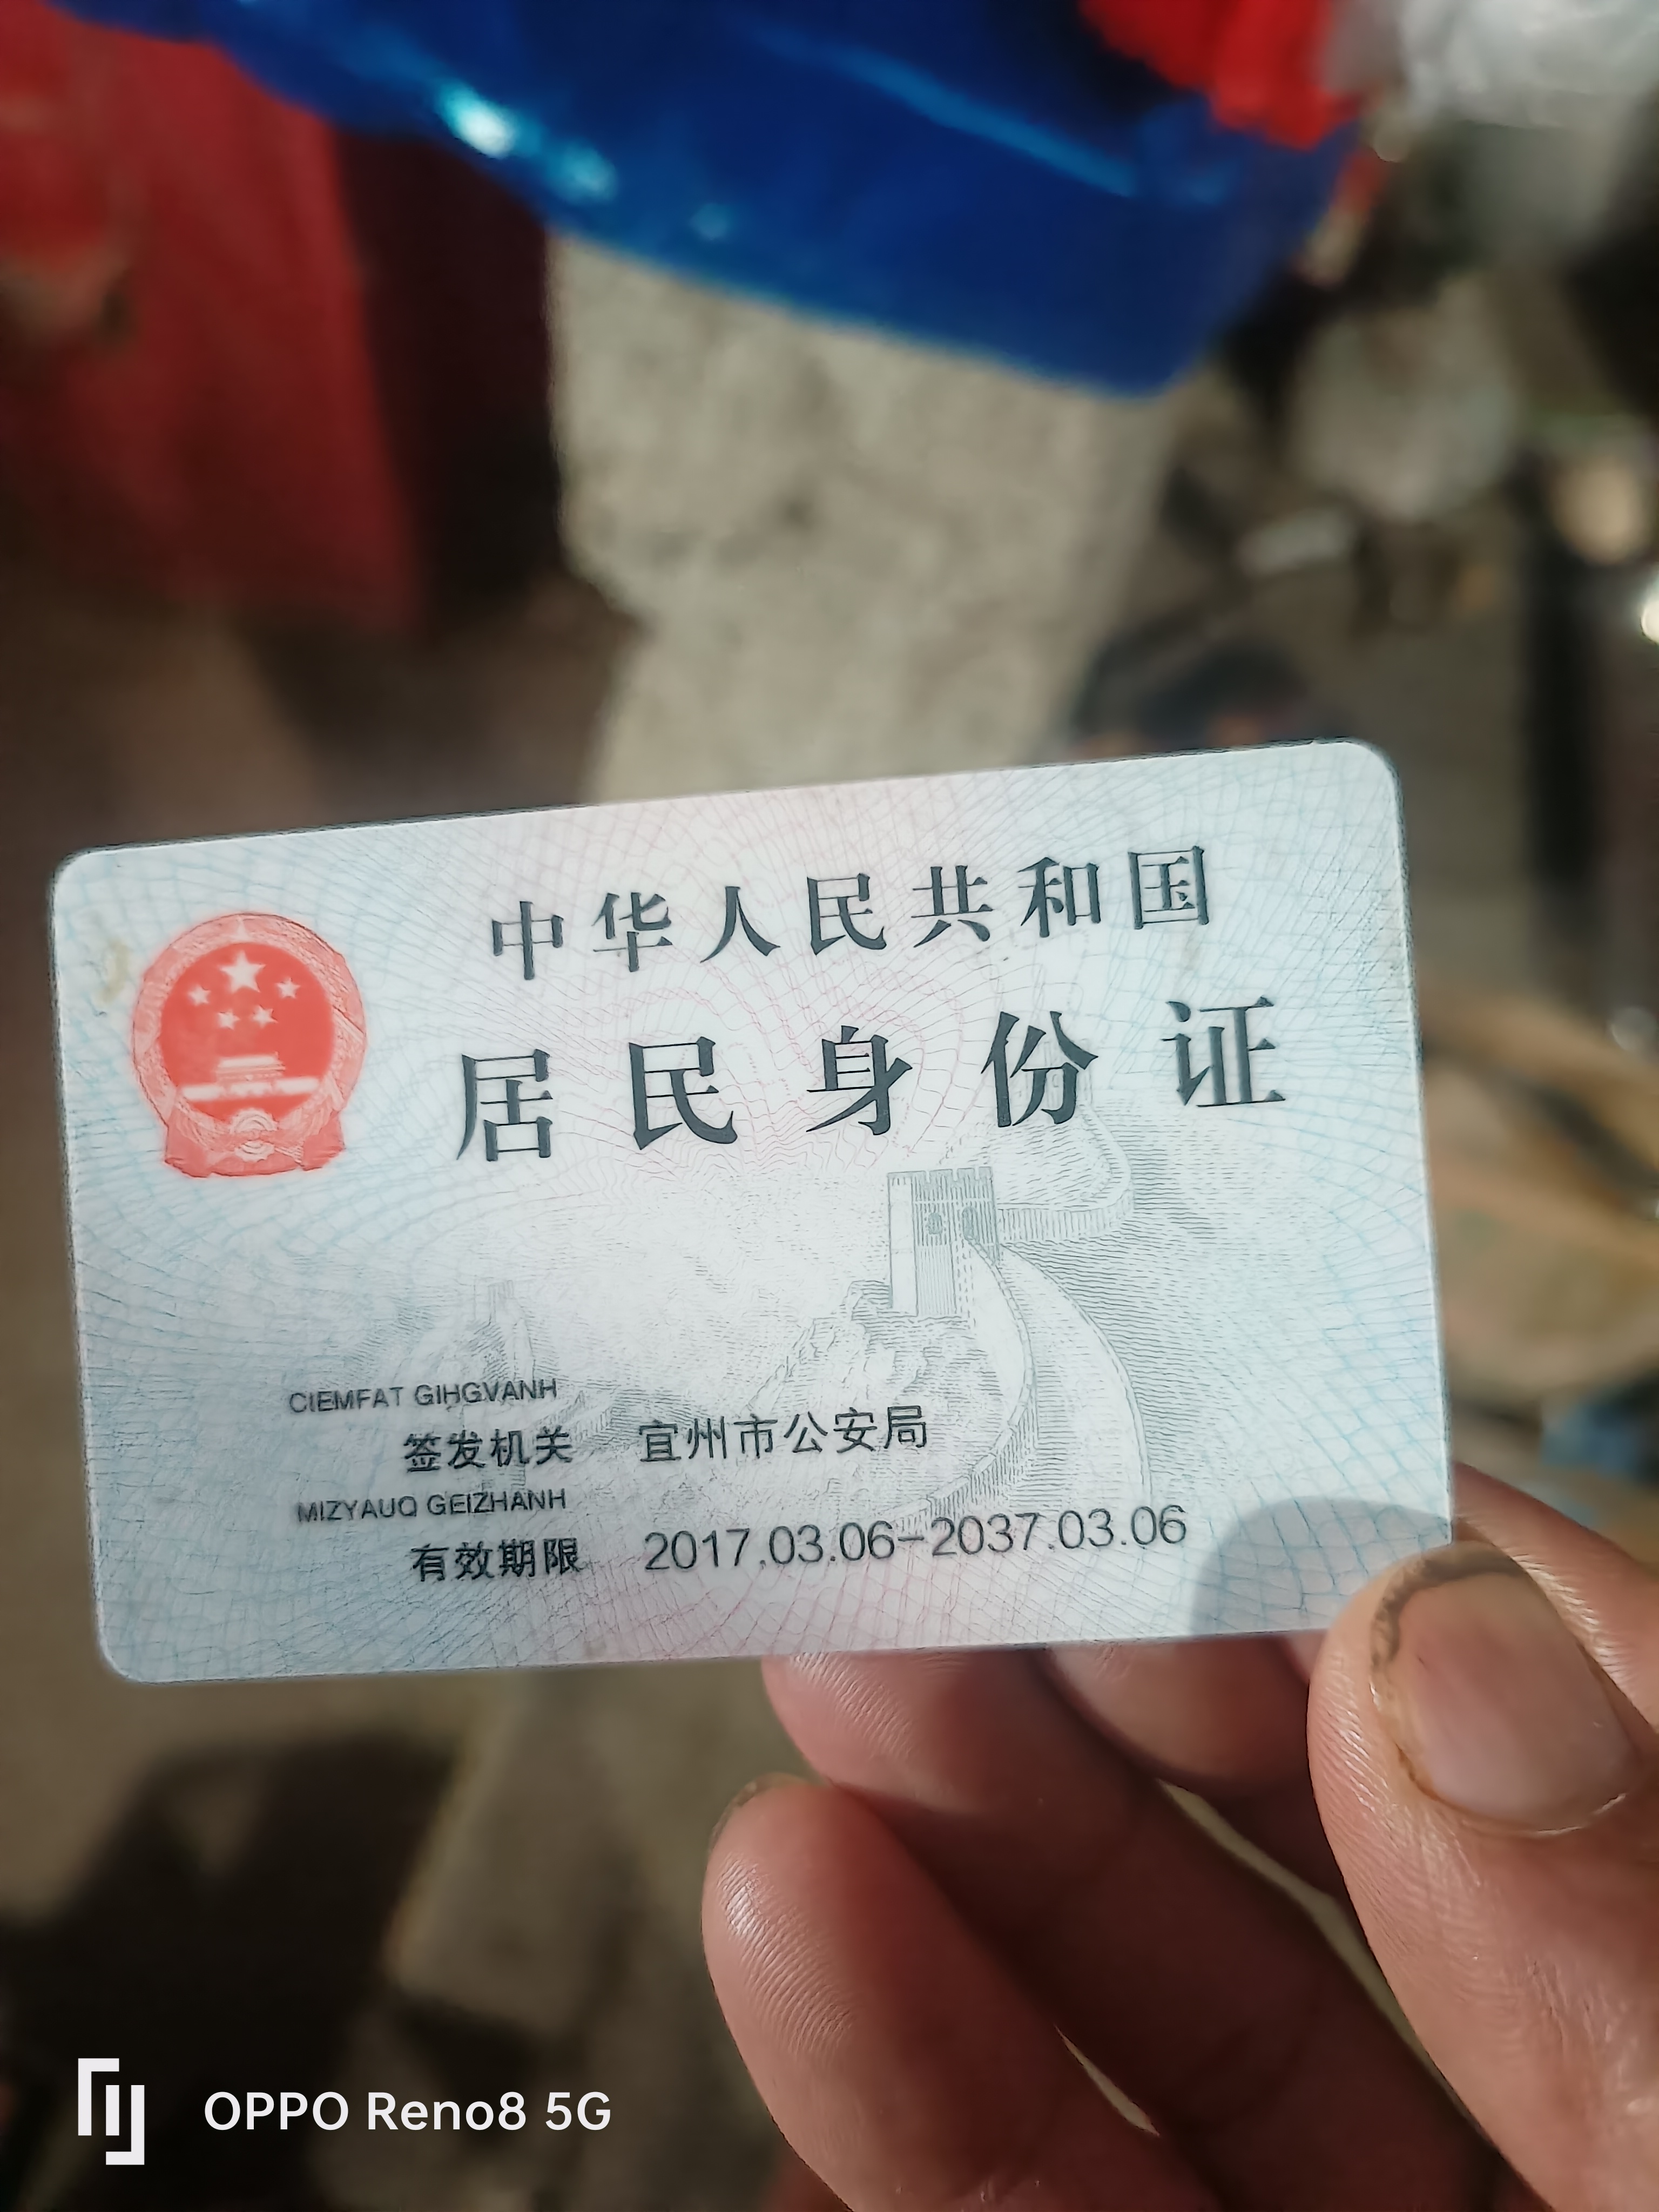 中华人民共和国
居民身份证
CIEMFAT GIHGVANH
签发机关 宜州市公安局
MIZYAUQ GEIZHANH
有效期限 2017.03.06-2037.03.06
OPPO Reno8 5G